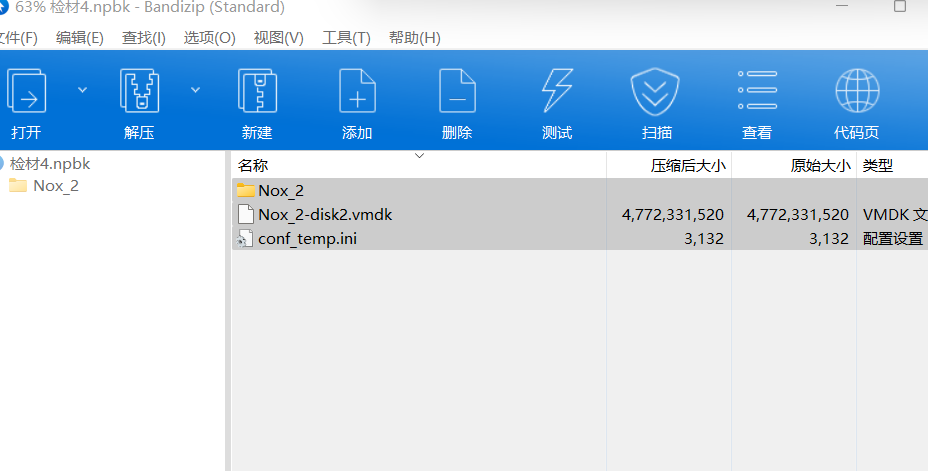 63% 检材4.npbk - Bandizip (Standard)
文件(F) 编辑(E) 查找(I) 选项(O) 视图(V) 工具(T) 帮助(H)
打开 解压 新建 添加 删除 测试 扫描 查看 代码页
检材4.npbk
Nox_2
名称 压缩后大小 原始大小 类型
Nox_2
Nox_2-disk2.vmdk 4,772,331,520 4,772,331,520 VMDK 文
conf_temp.ini 3,132 3,132 配置设置